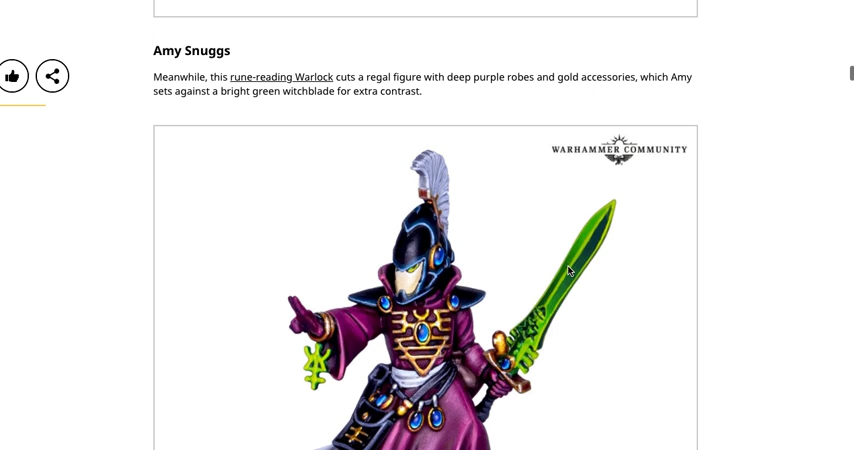 Amy Snuggs
Meanwhile, this rune-reading Warlock cuts a regal figure with deep purple robes and gold accessories, which Amy
sets against a bright green witchblade for extra contrast.
WARHAMMER COMMUNITY